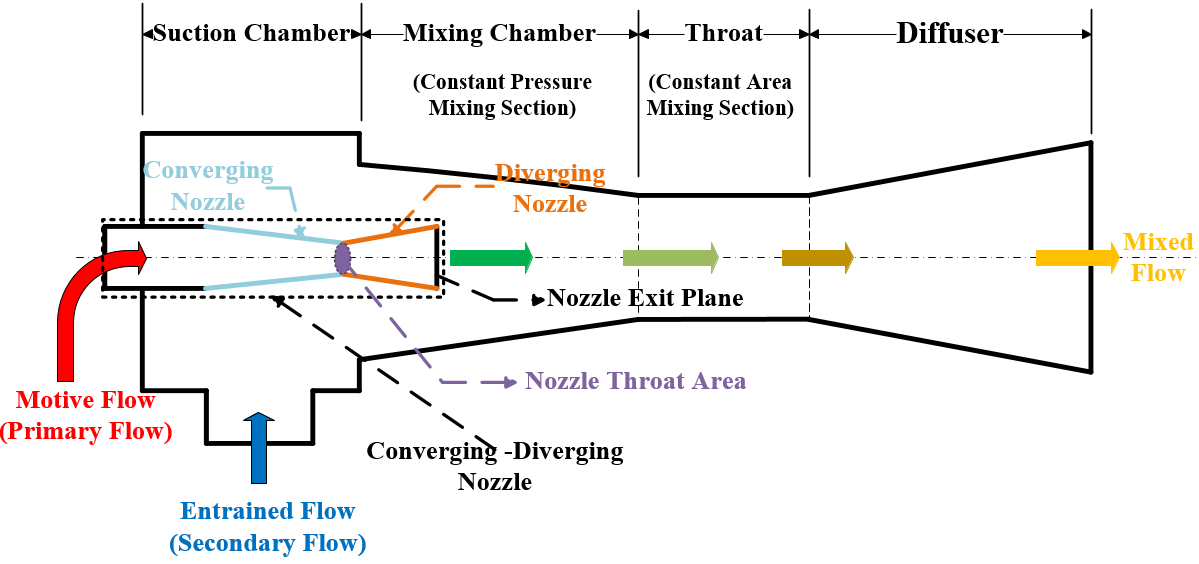 Suction Chamber
Mixing Chamber
Throat
Diffuser
(Constant Pressure
Mixing Section)
(Constant Area
Mixing Section)
Converging
Nozzle
Diverging
Nozzle
Mixed
Flow
Nozzle Exit Plane
Nozzle Throat Area
Motive Flow
(Primary Flow)
Converging -Diverging
Nozzle
Entrained Flow
(Secondary Flow)